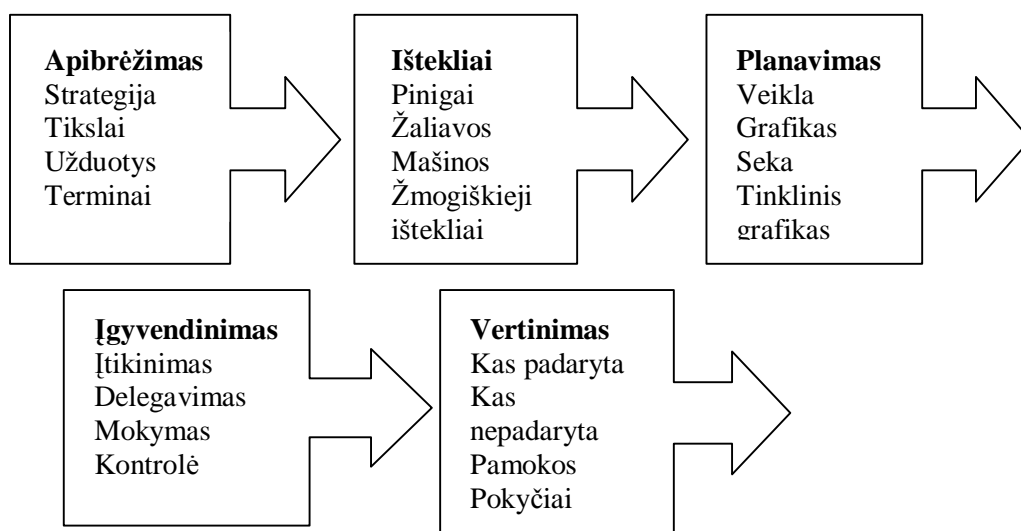 Apibrėžimas
Strategija
Tikslai
Užduotys
Terminai
Ištekliai
Pinigai
Žaliavos
Mašinos
Žmogiškieji
ištekliai
Planavimas
Veikla
Grafikas
Seka
Tinklinis
grafikas
Įgyvendinimas
Įtikinimas
Delegavimas
Mokymas
Kontrolė
Vertinimas
Kas padaryta
Kas
nepadaryta
Pamokos
Pokyčiai